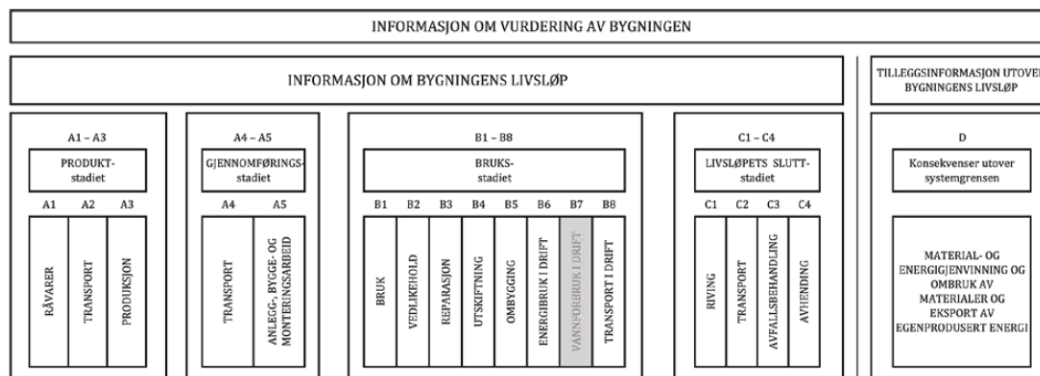 INFORMASJON OM VURDERING AV BYGNINGEN
INFORMASJON OM BYGNINGENS LIVSLØP
TILLEGGSINFORMASJON UTOVER
BYGNINGENS LIVSLØP
A1 – A3
PRODUKT-
stadiet
A1 A2 A3
RÅVARER
TRANSPORT
PRODUKSJON
A4 – A5
GJENNOMFØRINGS-
stadiet
A4 A5
TRANSPORT
ANLEGG-, BYGGE- OG
MONTERINGSARBEID
B1 – B8
BRUKS-
stadiet
B1 B2 B3 B4 B5 B6 B7 B8
BRUK
VEDLIKEHOLD
REPARASJON
UTSKIFTNING
OMBYGGING
ENERGIBRUK I DRIFT
VANNFORBRUK I DRIFT
TRANSPORT I DRIFT
C1 – C4
LIVSLØPETS SLUTT-
stadiet
C1 C2 C3 C4
RIVING
TRANSPORT
AVFALLSBEHANDLING
AVHENDING
D
Konsekvenser utover
systemgrensen
MATERIAL- OG
ENERGIGJENVINNING OG
OMBRUK AV
MATERIALER OG
EKSPORT AV
EGENPRODUSERT ENERGI